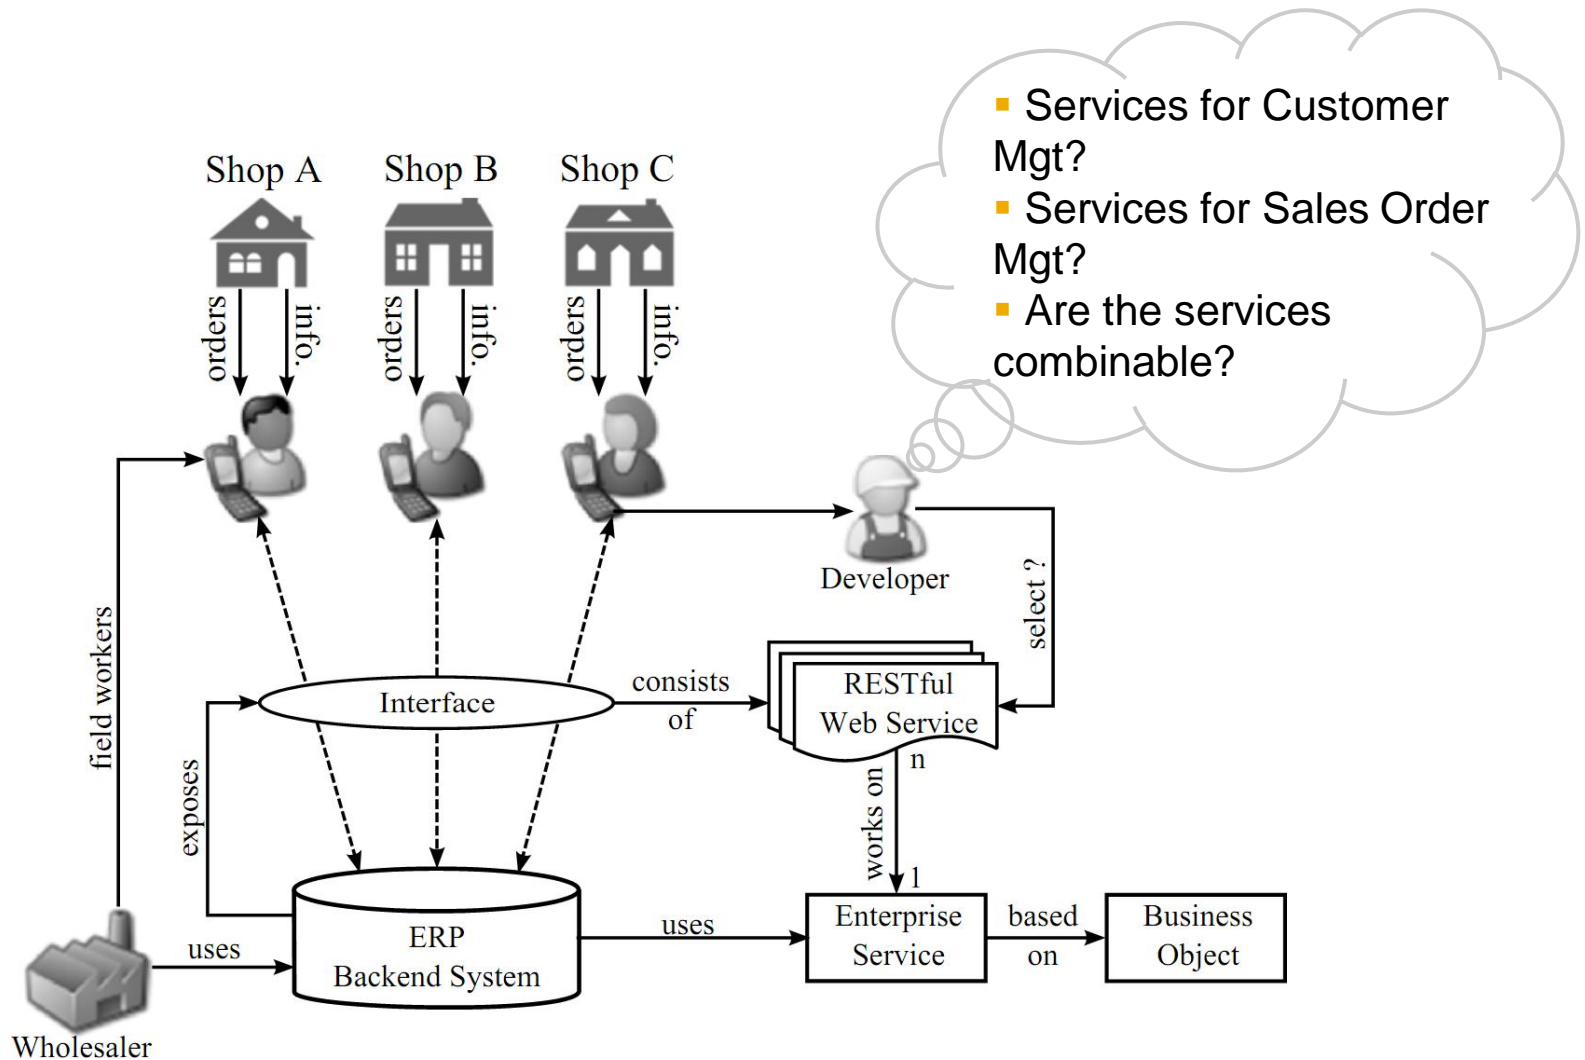 ▪ Services for Customer
Mgt?
▪ Services for Sales Order
Mgt?
▪ Are the services
combinable?
Shop A
Shop B
Shop C
orders
info.
orders
info.
orders
info.
Developer
select ?
field workers
Interface
consists
of
RESTful
Web Service
n
works on
1
exposes
ERP
Backend System
uses
uses
Enterprise
Service
based
on
Business
Object
Wholesaler